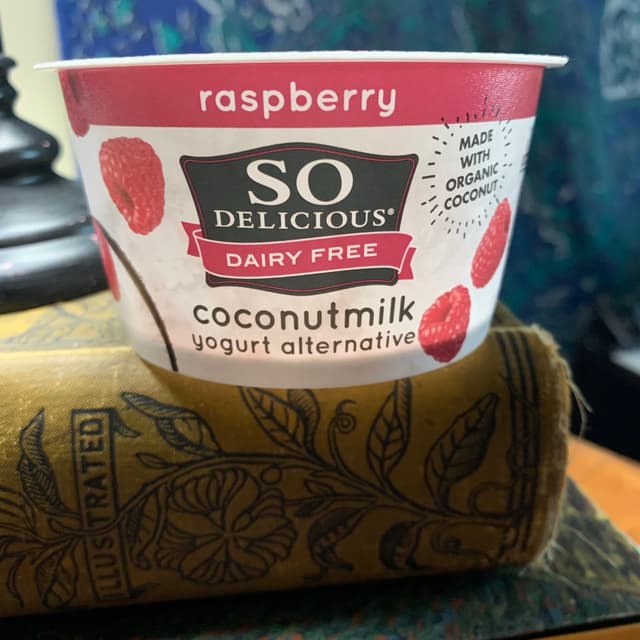 raspberry
SO
DELICIOUS®
DAIRY FREE
coconutmilk
yogurt alternative
MADE
WITH
ORGANIC
COCONUT
ILLUSTRATED